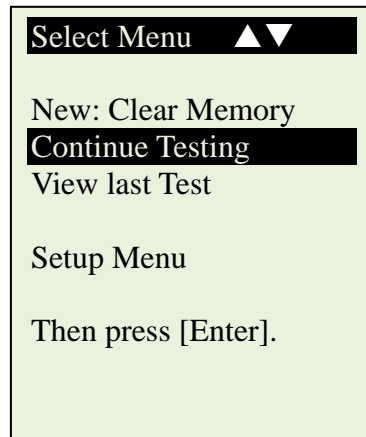 Select Menu ▲▼
New: Clear Memory
Continue Testing
View last Test
Setup Menu
Then press [Enter].